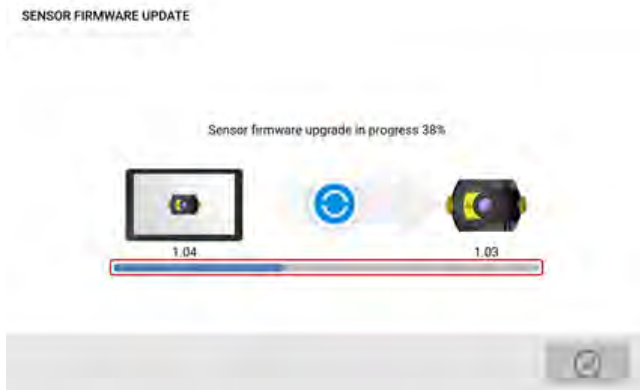 SENSOR FIRMWARE UPDATE
Sensor firmware upgrade in progress 38%
1.04
1.03